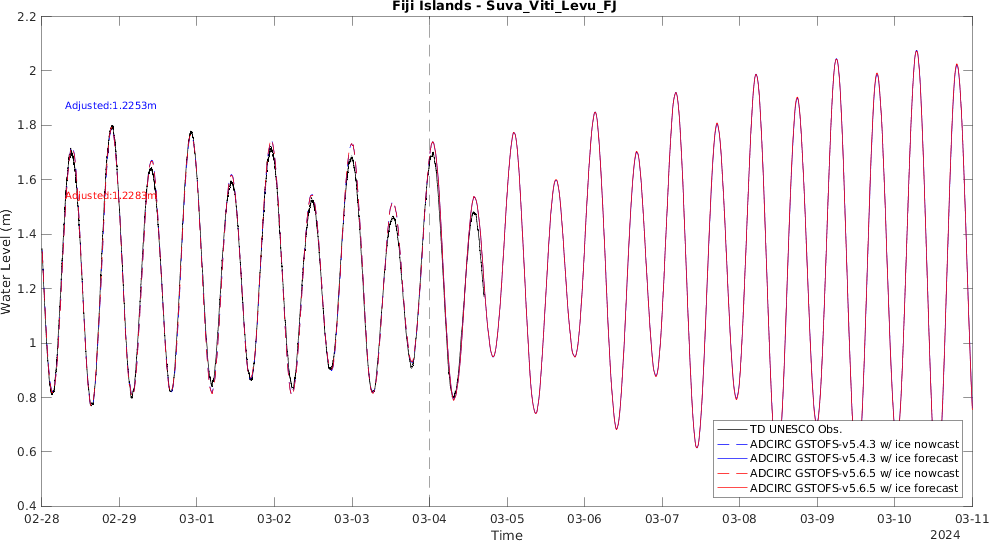 Fiji Islands - Suva_Viti_Levu_FJ
2.2
2
1.8
1.6
1.4
1.2
1
0.8
0.6
0.4
Water Level (m)
Adjusted:1.2253m
Adjusted:1.2283m
TD UNESCO Obs.
ADCIRC GSTOFS-v5.4.3 w/ ice nowcast
ADCIRC GSTOFS-v5.4.3 w/ ice forecast
ADCIRC GSTOFS-v5.6.5 w/ ice nowcast
ADCIRC GSTOFS-v5.6.5 w/ ice forecast
02-28 02-29 03-01 03-02 03-03 03-04 03-05 03-06 03-07 03-08 03-09 03-10 03-11
Time
2024